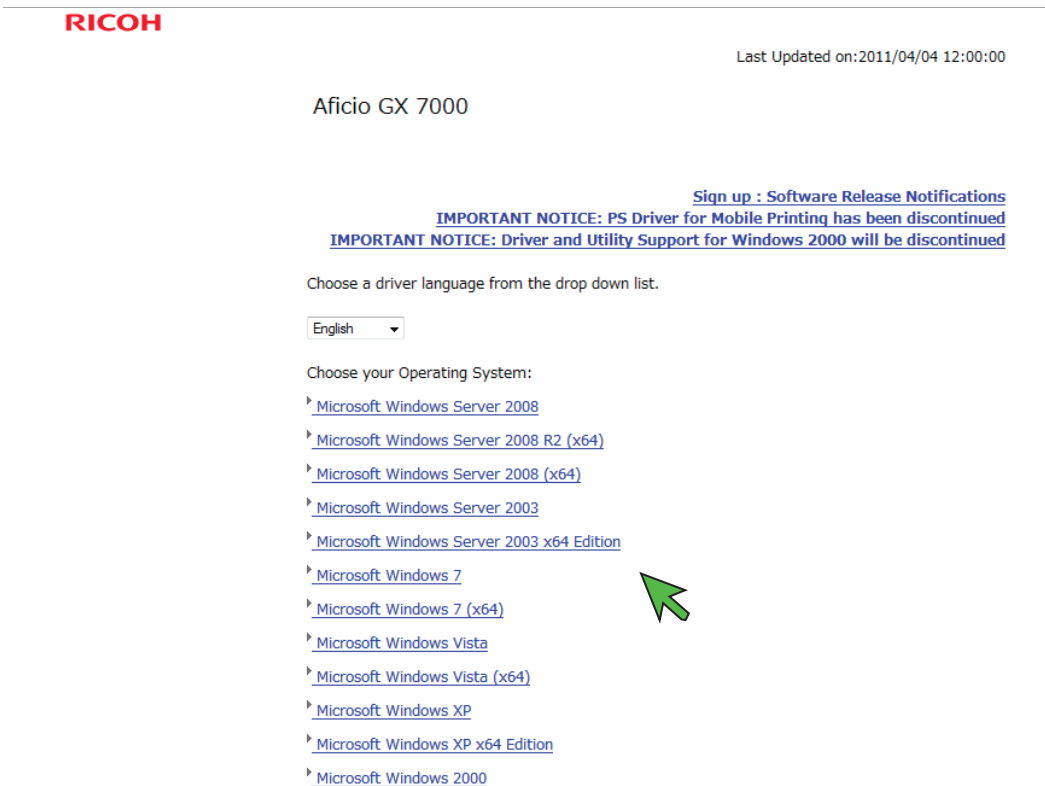 RICOH
Last Updated on:2011/04/04 12:00:00
Aficio GX 7000
Sign up : Software Release Notifications
IMPORTANT NOTICE: PS Driver for Mobile Printing has been discontinued
IMPORTANT NOTICE: Driver and Utility Support for Windows 2000 will be discontinued
Choose a driver language from the drop down list.
English
Choose your Operating System:
Microsoft Windows Server 2008
Microsoft Windows Server 2008 R2 (x64)
Microsoft Windows Server 2008 (x64)
Microsoft Windows Server 2003
Microsoft Windows Server 2003 x64 Edition
Microsoft Windows 7
Microsoft Windows 7 (x64)
Microsoft Windows Vista
Microsoft Windows Vista (x64)
Microsoft Windows XP
Microsoft Windows XP x64 Edition
Microsoft Windows 2000